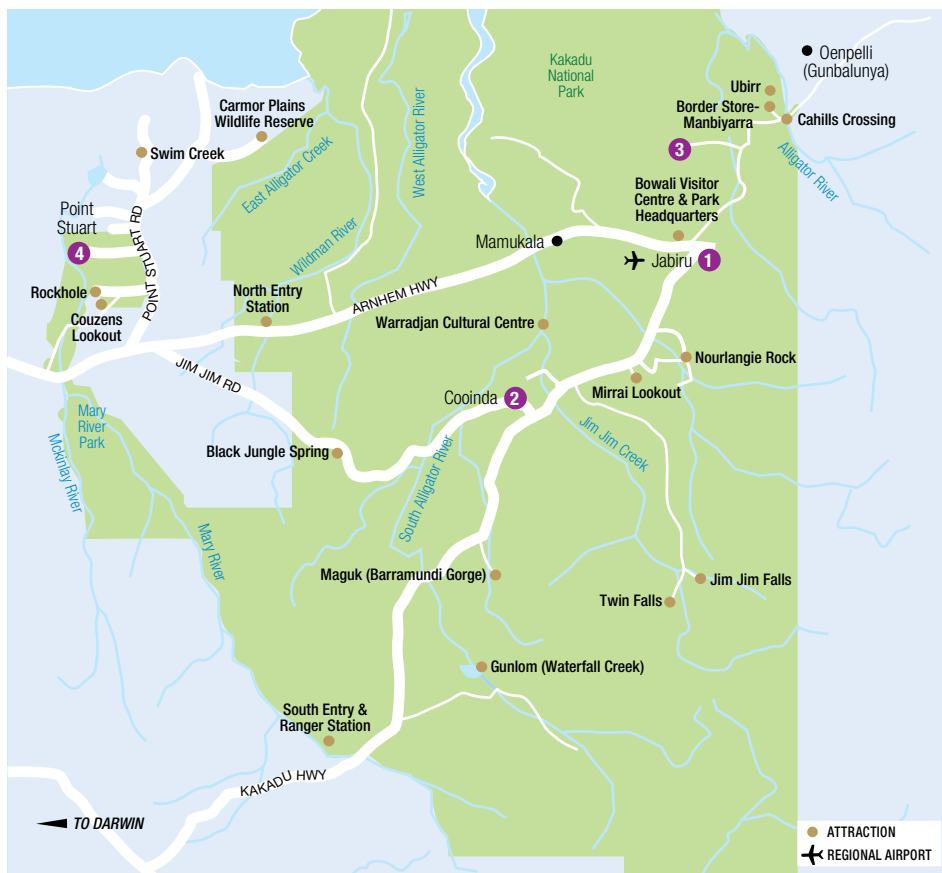 Oenpelli
(Gunbalunya)
Kakadu
National
Park
Ubirr
Border Store-
Manbiyarra
Cahills Crossing
Carmor Plains
Wildlife Reserve
Swim Creek
East Alligator Creek
West Alligator River
Alligator River
3
Bowali Visitor
Centre & Park
Headquarters
Point
Stuart
4
POINT STUART RD
Wildman River
Mamukala
Jabiru
1
Rockhole
Couzens
Lookout
North Entry
Station
ARNHEM HWY
Warradjan Cultural Centre
Nourlangie Rock
Mirrai Lookout
JIM JIM RD
Cooinda
2
Mary
River
Park
Mckinlay River
Black Jungle Spring
South Alligator River
Jim Jim Creek
Mary River
Maguk (Barramundi Gorge)
Jim Jim Falls
Twin Falls
Gunlom (Waterfall Creek)
South Entry &
Ranger Station
KAKADU HWY
TO DARWIN
ATTRACTION
REGIONAL AIRPORT